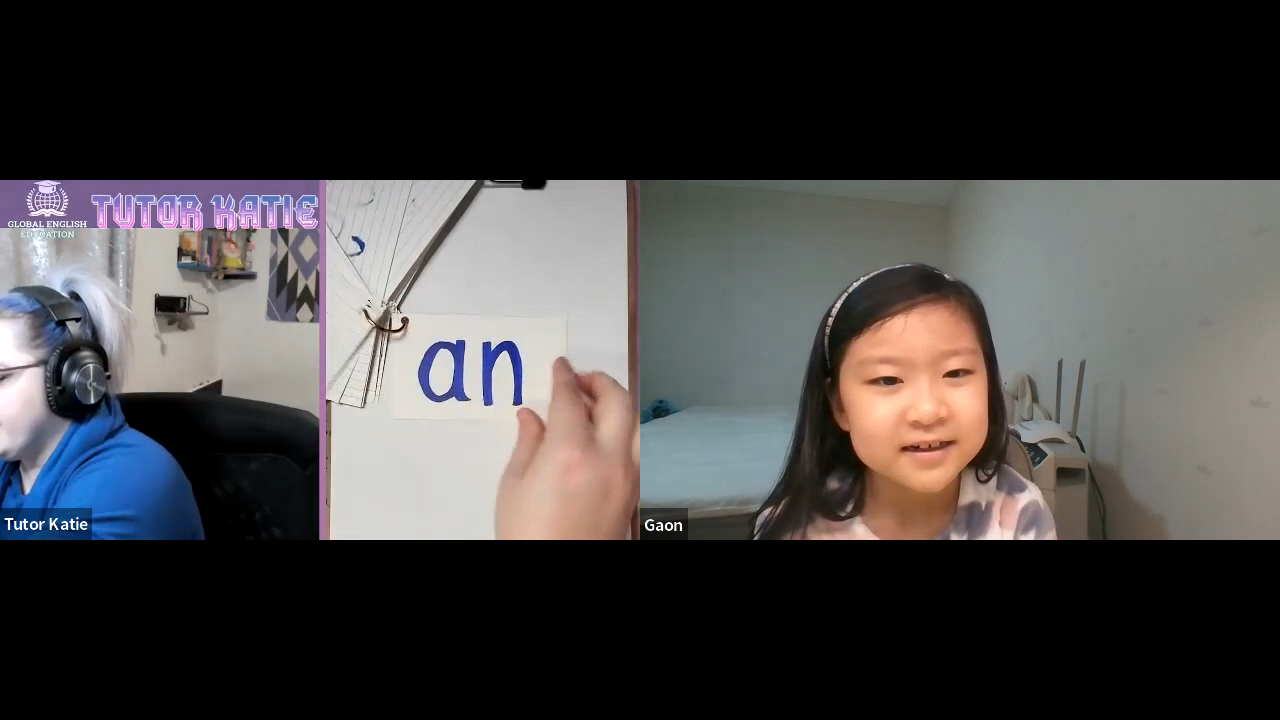 GLOBAL ENGLISH
EDUCATION
TUTOR KATIE
an
Tutor Katie
Gaon